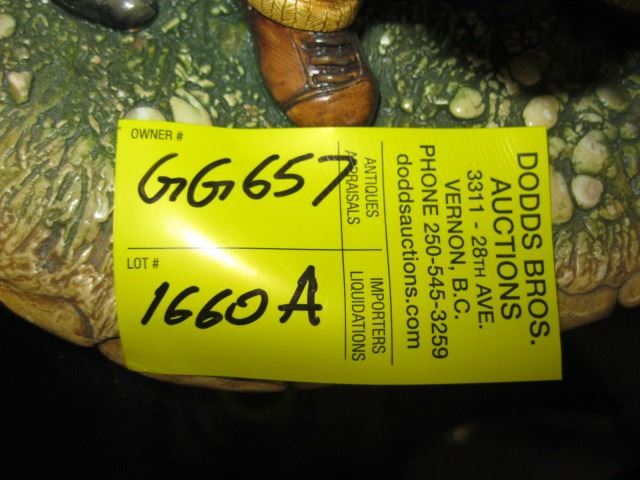 OWNER #
GG657
LOT #
1660A
ANTIQUES
APPRAISALS
IMPORTERS
LIQUIDATIONS
DODDS BROS.
AUCTIONS
3311 - 28TH AVE.
VERNON, B.C.
PHONE 250-545-3259
doddsauctions.com